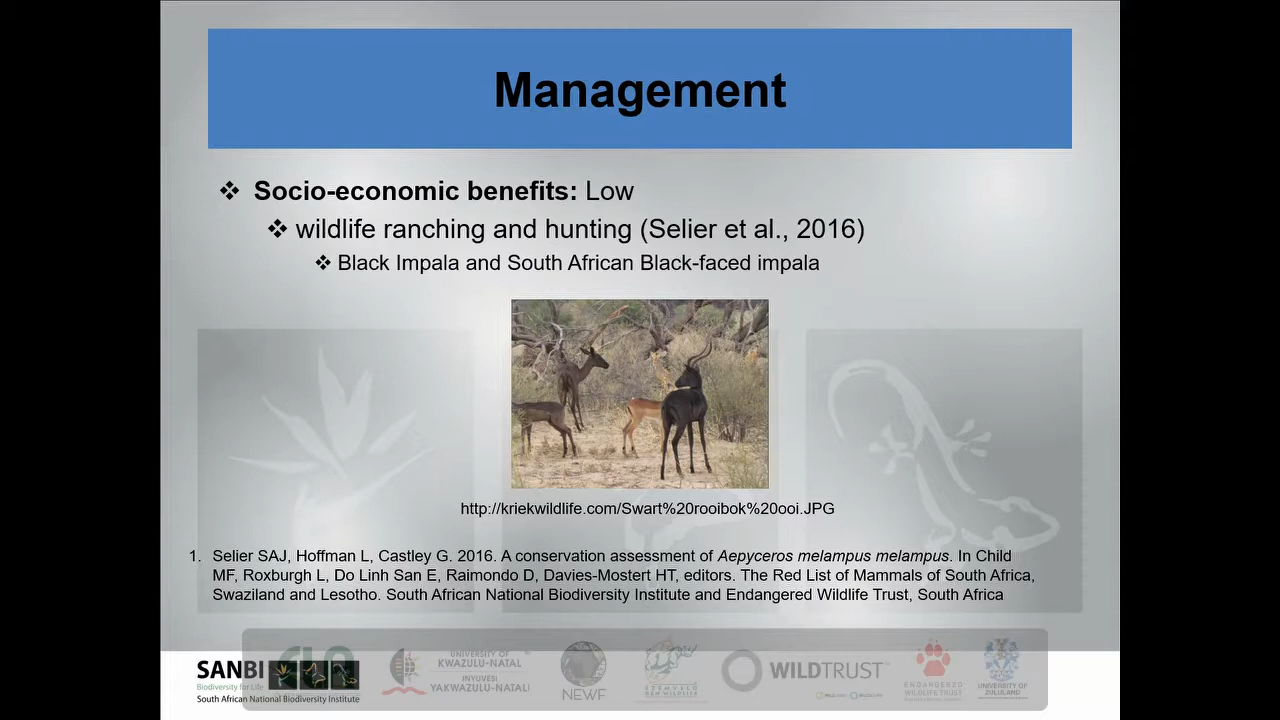 Management
❖ Socio-economic benefits: Low
❖ wildlife ranching and hunting (Selier et al., 2016)
❖ Black Impala and South African Black-faced impala
http://kriekwildlife.com/Swart%20rooibok%20ooi.JPG
1. Selier SAJ, Hoffman L, Castley G. 2016. A conservation assessment of Aepyceros melampus melampus. In Child
MF, Roxburgh L, Do Linh San E, Raimondo D, Davies-Mostert HT, editors. The Red List of Mammals of South Africa,
Swaziland and Lesotho. South African National Biodiversity Institute and Endangered Wildlife Trust, South Africa
SANBI
Biodiversity for Life
South African National Biodiversity Institute
UNIVERSITY OF
KWAZULU-NATAL
INYUVESI
YAKWAZULU-NATALI
NEWF
WILDTRUST
ENDANGERED
WILDLIFE TRUST
UNIVERSITY OF
ZULULAND